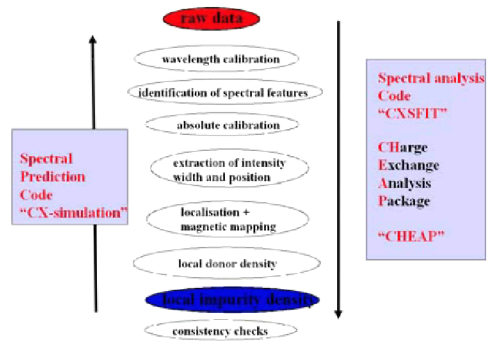 raw data
wavelength calibration
identification of spectral features
absolute calibration
extraction of intensity
width and position
localisation +
magnetic mapping
local donor density
local impurity density
consistency checks
Spectral
Prediction
Code
“CX-simulation”
Spectral analysis
Code
“CXSFIT”
CHarge
Exchange
Analysis
Package
“CHEAP”